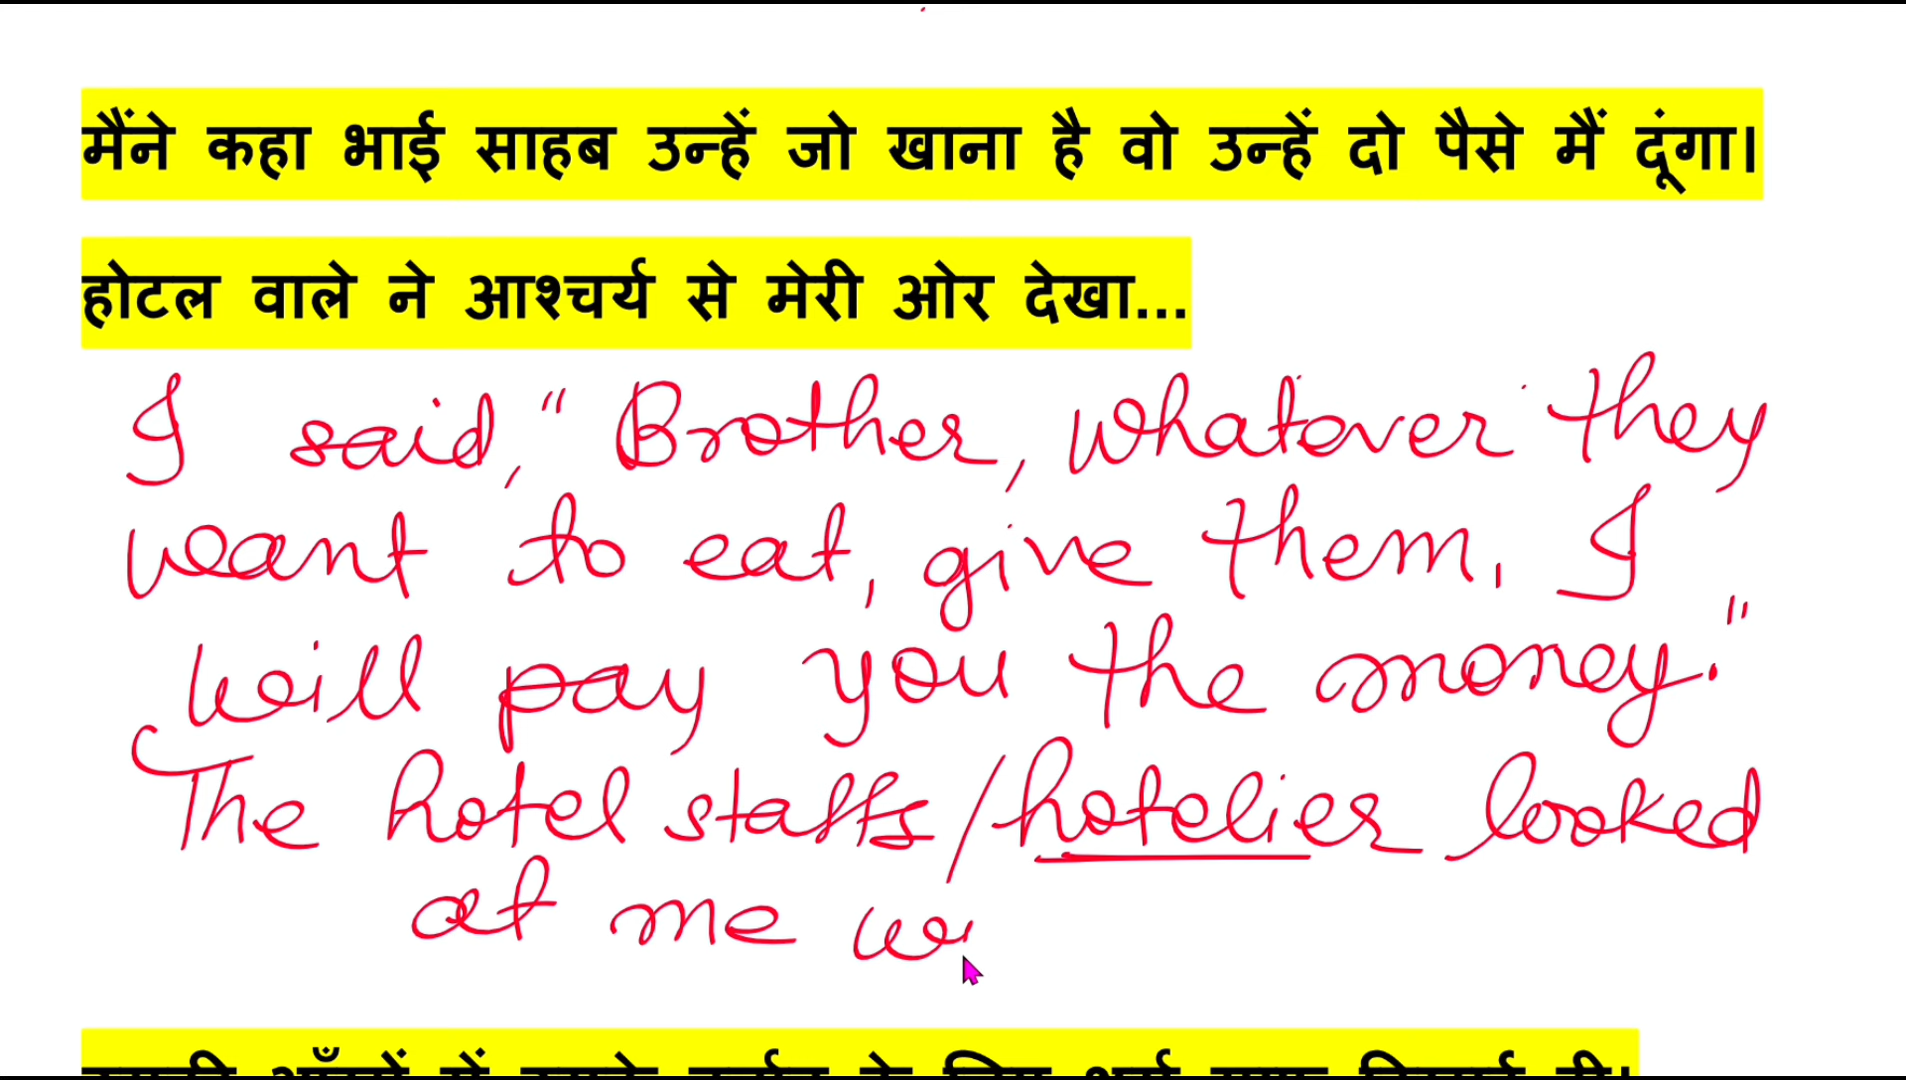 मैंने कहा भाई साहब उन्हें जो खाना है वो उन्हें दो पैसे मैं दूंगा।
होटल वाले ने आश्चर्य से मेरी ओर देखा...
I said, "Brother, whatever they
want to eat, give them, I
will pay you the money."
The hotel staffs/hotelier looked
at me